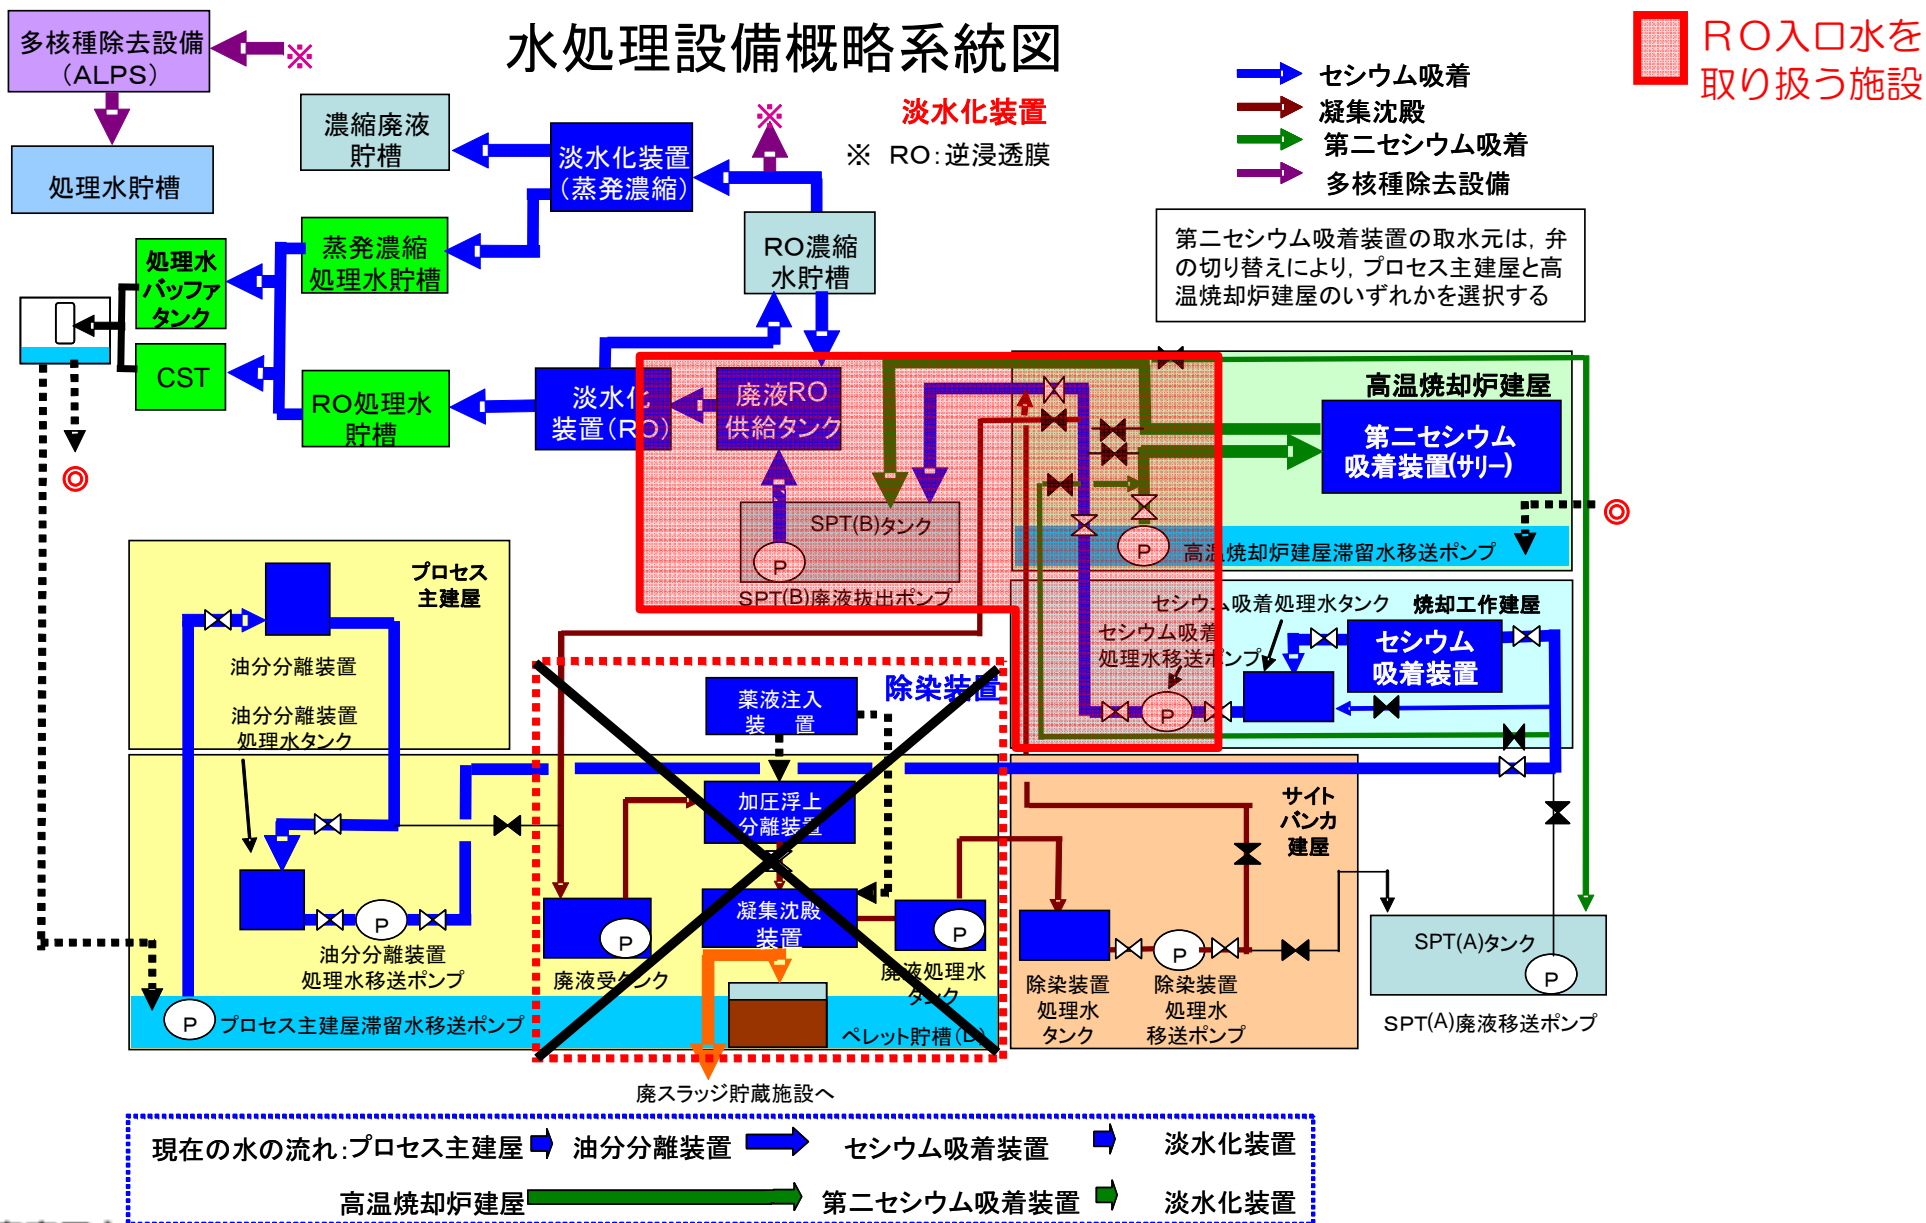 水処理設備概略系統図
ＲＯ入口水を
取り扱う施設
多核種除去設備
（ALPS）
※
処理水貯槽
濃縮廃液
貯槽
淡水化装置
（蒸発濃縮）
※
淡水化装置
※ RO：逆浸透膜
セシウム吸着
凝集沈殿
第二セシウム吸着
多核種除去設備
第二セシウム吸着装置の取水元は，弁
の切り替えにより，プロセス主建屋と高
温焼却炉建屋のいずれかを選択する
処理水
バッファ
タンク
蒸発濃縮
処理水貯槽
RO濃縮
水貯槽
CST
RO処理水
貯槽
淡水化
装置（RO）
廃液RO
供給タンク
高温焼却炉建屋
第二セシウム
吸着装置(サリー)
◎
◎
SPT(B)タンク
P
SPT(B)廃液抜出ポンプ
P
高温焼却炉建屋滞留水移送ポンプ
プロセス
主建屋
油分分離装置
油分分離装置
処理水タンク
セシウム吸着処理水タンク
焼却工作建屋
セシウム吸着
処理水移送ポンプ
セシウム
吸着装置
P
除染装置
薬液注入
装　置
加圧浮上
分離装置
凝集沈殿
装置
P
油分分離装置
処理水移送ポンプ
P
廃液受タンク
P
廃液処理水
タンク
P
プロセス主建屋滞留水移送ポンプ
ペレット貯槽（D）
廃スラッジ貯蔵施設へ
サイト
バンカ
建屋
P
除染装置
処理水
タンク
除染装置
処理水
移送ポンプ
SPT(A)タンク
P
SPT(A)廃液移送ポンプ
現在の水の流れ：プロセス主建屋 油分分離装置 セシウム吸着装置 淡水化装置
高温焼却炉建屋 第二セシウム吸着装置 淡水化装置